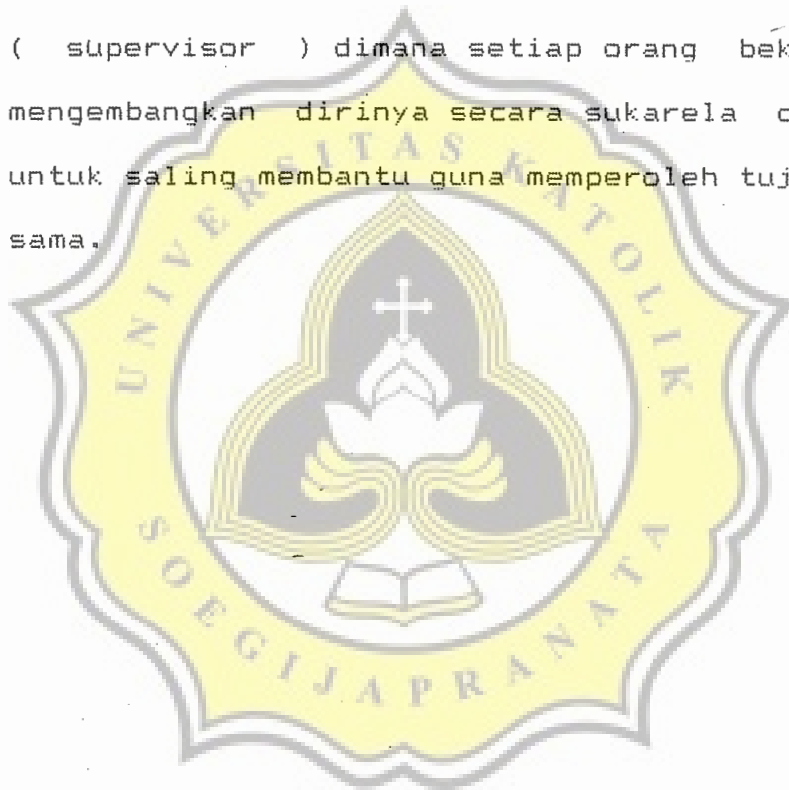 ( supervisor ) dimana setiap orang bek
mengembangkan dirinya secara sukarela
untuk saling membantu guna memperoleh tuj
sama.
UNIVERSITAS KATOLIK
SOEGIJAPRANATA